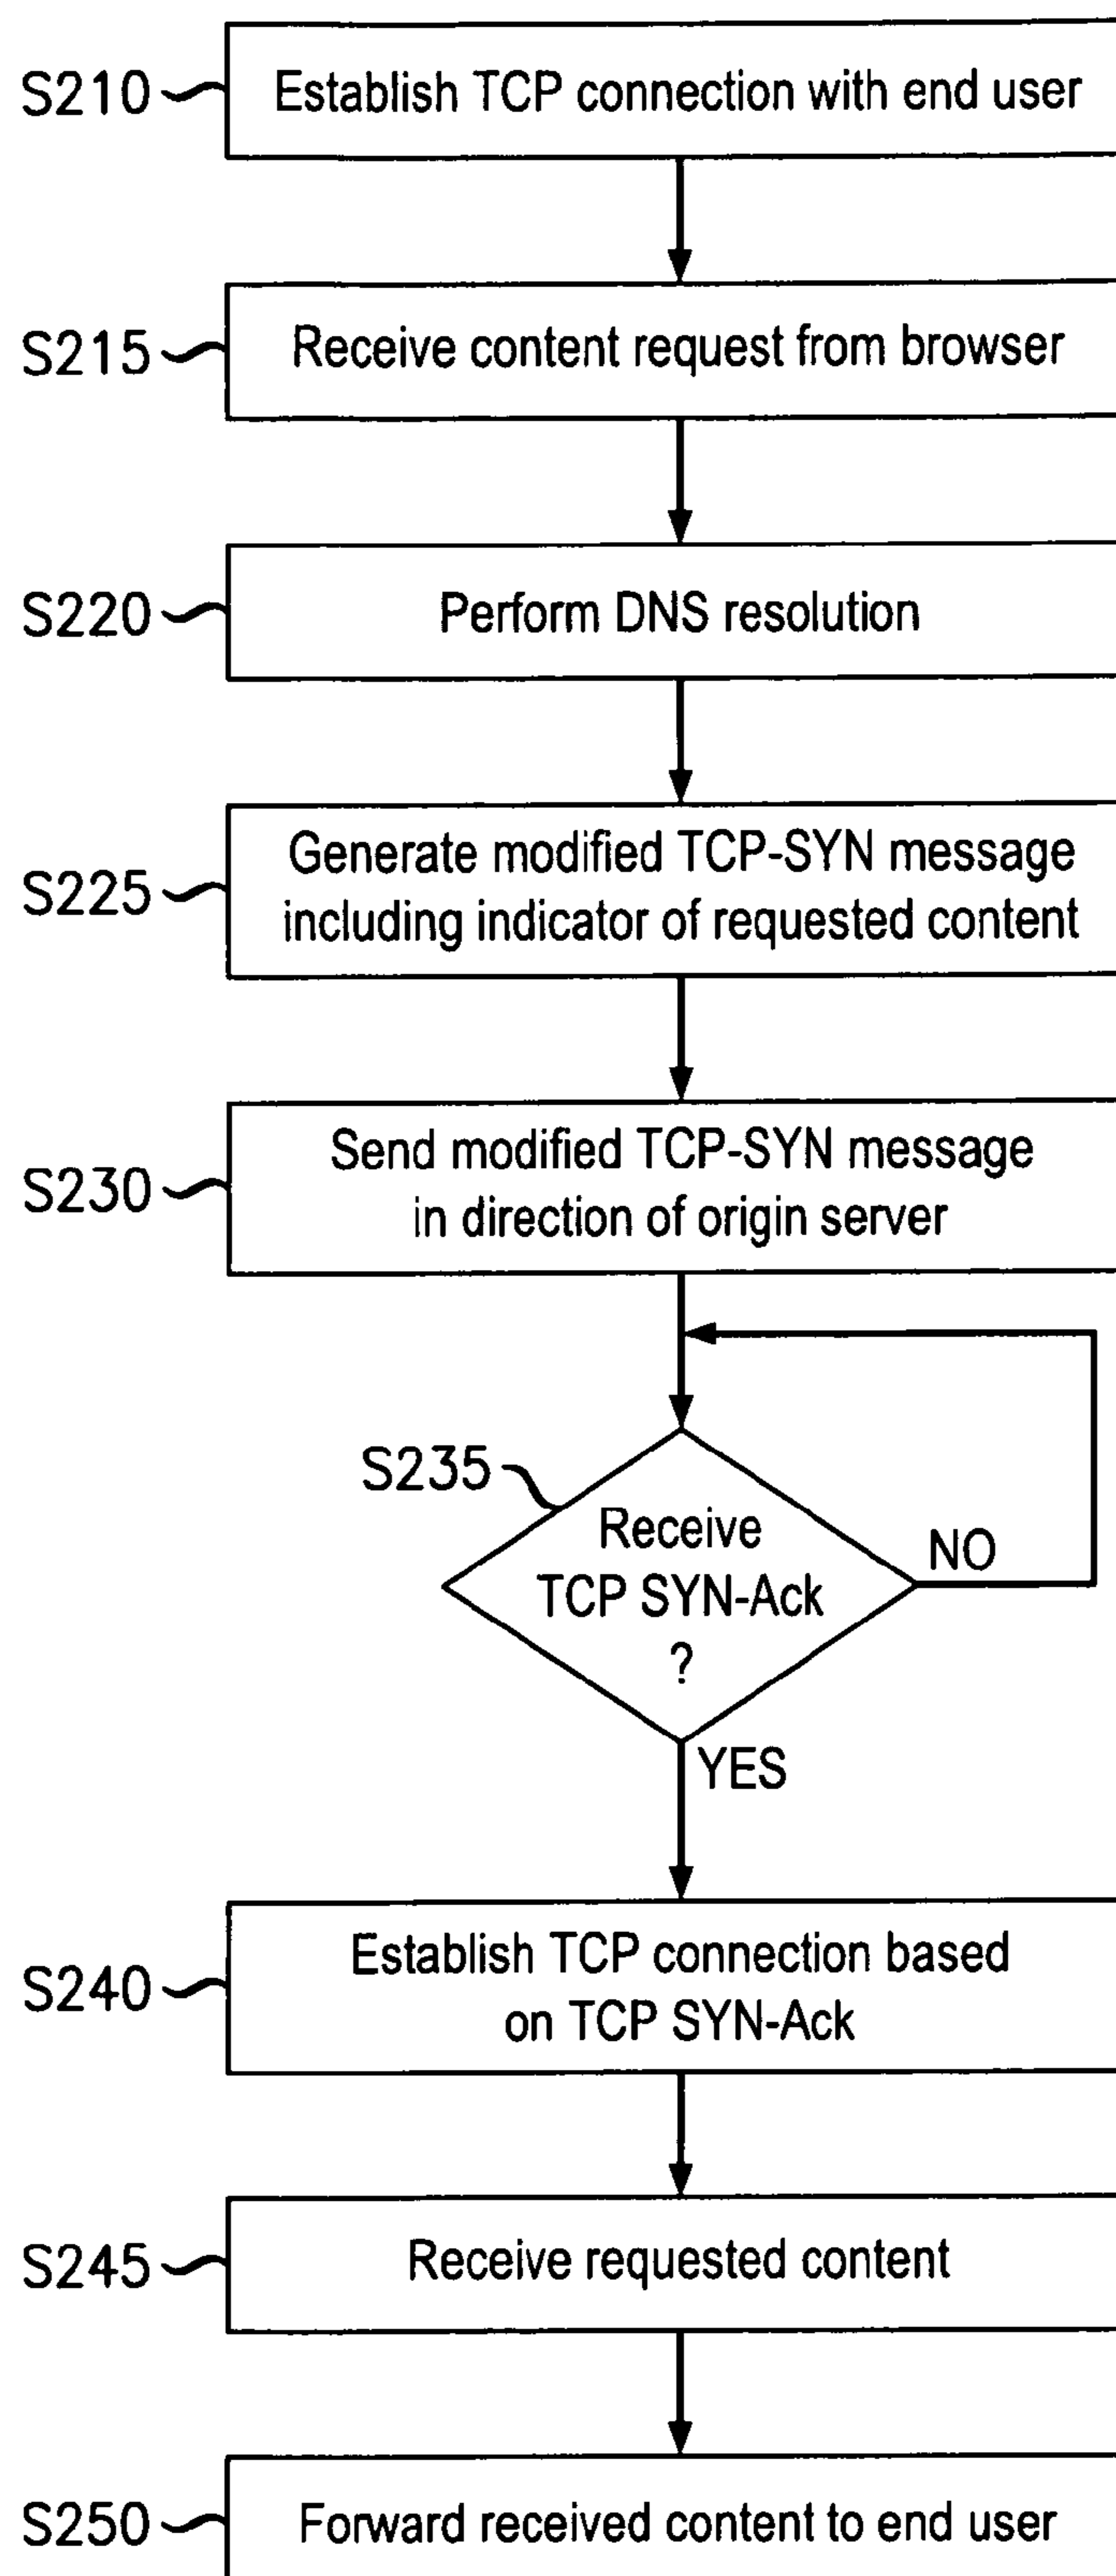 S210 Establish TCP connection with end user
S215 Receive content request from browser
S220 Perform DNS resolution
S225 Generate modified TCP-SYN message
including indicator of requested content
S230 Send modified TCP-SYN message
in direction of origin server
S235
Receive
TCP SYN-Ack
?
NO
YES
S240 Establish TCP connection based
on TCP SYN-Ack
S245 Receive requested content
S250 Forward received content to end user